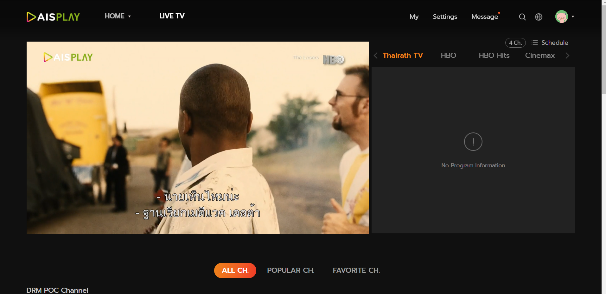 AISPLAY
HOME
LIVE TV
My
Settings
Message
4 Ch.
Schedule
AISPLAY
HBO
Thairath TV
HBO
HBO Hits
Cinemax
No Program Information
ALL CH.
POPULAR CH.
FAVORITE CH.
DRM POC Channel